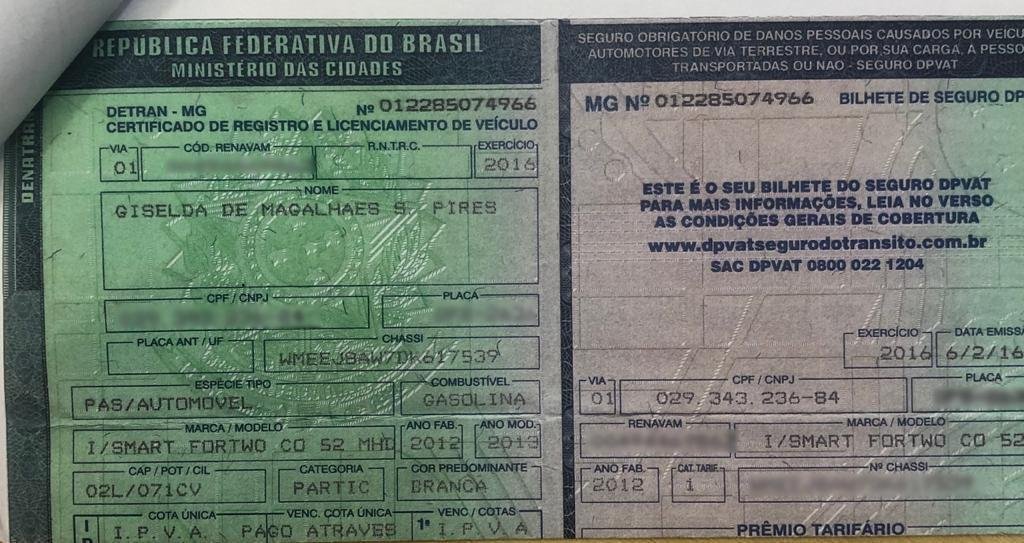 REPÚBLICA FEDERATIVA DO BRASIL
MINISTÉRIO DAS CIDADES
DENATRA
DETRAN - MG Nº 012285074966
CERTIFICADO DE REGISTRO E LICENCIAMENTO DE VEÍCULO
VIA CÓD. RENAVAM R.N.T.R.C. EXERCÍCIO
01 2016
NOME
GISELDA DE MAGALHAES S. PIRES
CPF / CNPJ PLACA
PLACA ANT / UF CHASSI
WMEEJ8AW7DK617539
ESPÉCIE TIPO COMBUSTÍVEL
PAS/AUTOMOVEL GASOLINA
MARCA / MODELO ANO FAB. ANO MOD.
I/SMART FORTWO CO 52 MHD 2012 2013
CAP / POT / CIL CATEGORIA COR PREDOMINANTE
02L/071CV PARTIC BRANCA
COTA ÚNICA VENC. COTA ÚNICA VENC / COTAS
I I.P.V.A. PAGO ATRAVES 1ª I.P.V.A
SEGURO OBRIGATÓRIO DE DANOS PESSOAIS CAUSADOS POR VEÍCU
AUTOMOTORES DE VIA TERRESTRE, OU POR SUA CARGA, A PESSO
TRANSPORTADAS OU NAO - SEGURO DPVAT
MG Nº 012285074966 BILHETE DE SEGURO DP
ESTE É O SEU BILHETE DO SEGURO DPVAT
PARA MAIS INFORMAÇÕES, LEIA NO VERSO
AS CONDIÇÕES GERAIS DE COBERTURA
www.dpvatsegurodotransito.com.br
SAC DPVAT 0800 022 1204
EXERCÍCIO DATA EMISSÃ
2016 6/2/16
VIA CPF / CNPJ PLACA
01 029.343.236-84
RENAVAM MARCA / MODELO
I/SMART FORTWO CO 52
ANO FAB. CAT. TARIF. Nº CHASSI
2012 1
PRÊMIO TARIFÁRIO